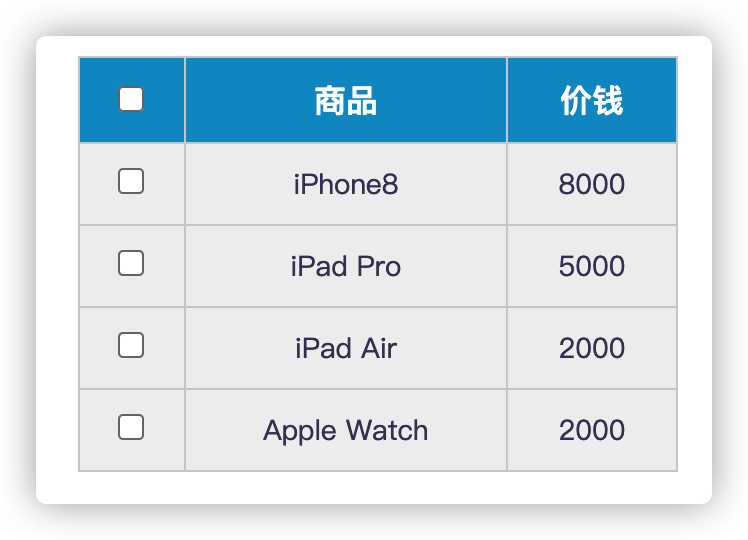 商品 价钱
iPhone8 8000
iPad Pro 5000
iPad Air 2000
Apple Watch 2000